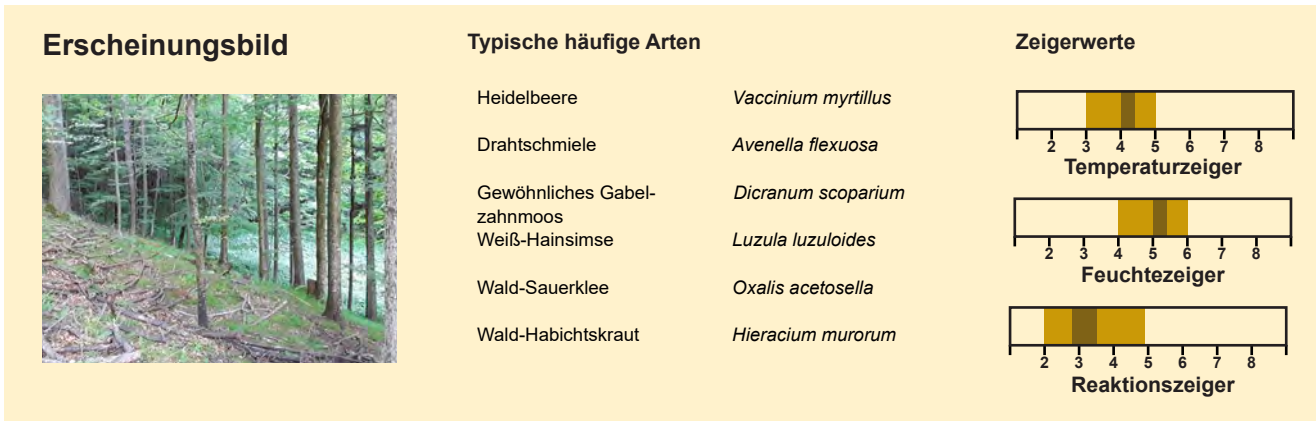 Erscheinungsbild
Typische häufige Arten
Heidelbeere Vaccinium myrtillus
Drahtschmiele Avenella flexuosa
Gewöhnliches Gabel- Dicranum scoparium
zahnmoos
Weiß-Hainsimse Luzula luzuloides
Wald-Sauerklee Oxalis acetosella
Wald-Habichtskraut Hieracium murorum
Zeigerwerte
2 3 4 5 6 7 8
Temperaturzeiger
2 3 4 5 6 7 8
Feuchtezeiger
2 3 4 5 6 7 8
Reaktionszeiger